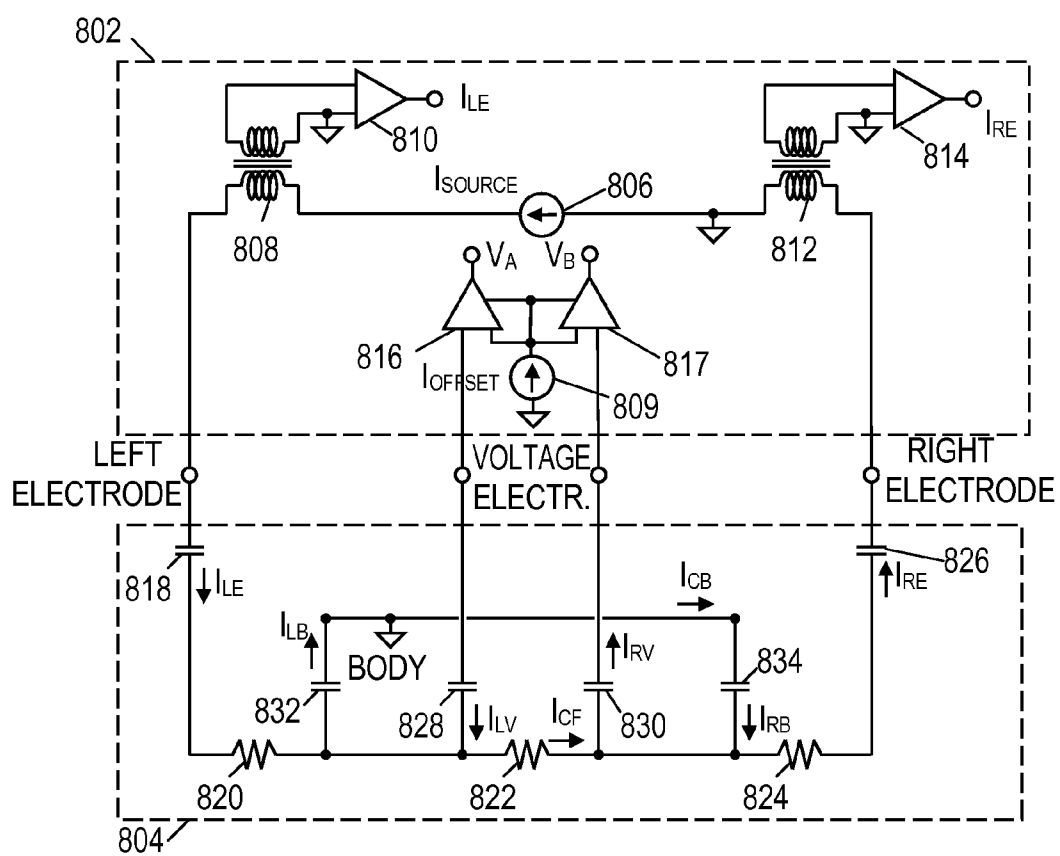 802
I_LE
810
I_RE
814
I_SOURCE
806
808
812
V_A
V_B
816
817
I_OFFSET
809
LEFT
ELECTRODE
VOLTAGE
ELECTR.
RIGHT
ELECTRODE
818
I_LE
826
I_RE
I_CB
I_LB
BODY
I_RV
834
832
828
I_LV
I_CF
830
I_RB
820
822
824
804